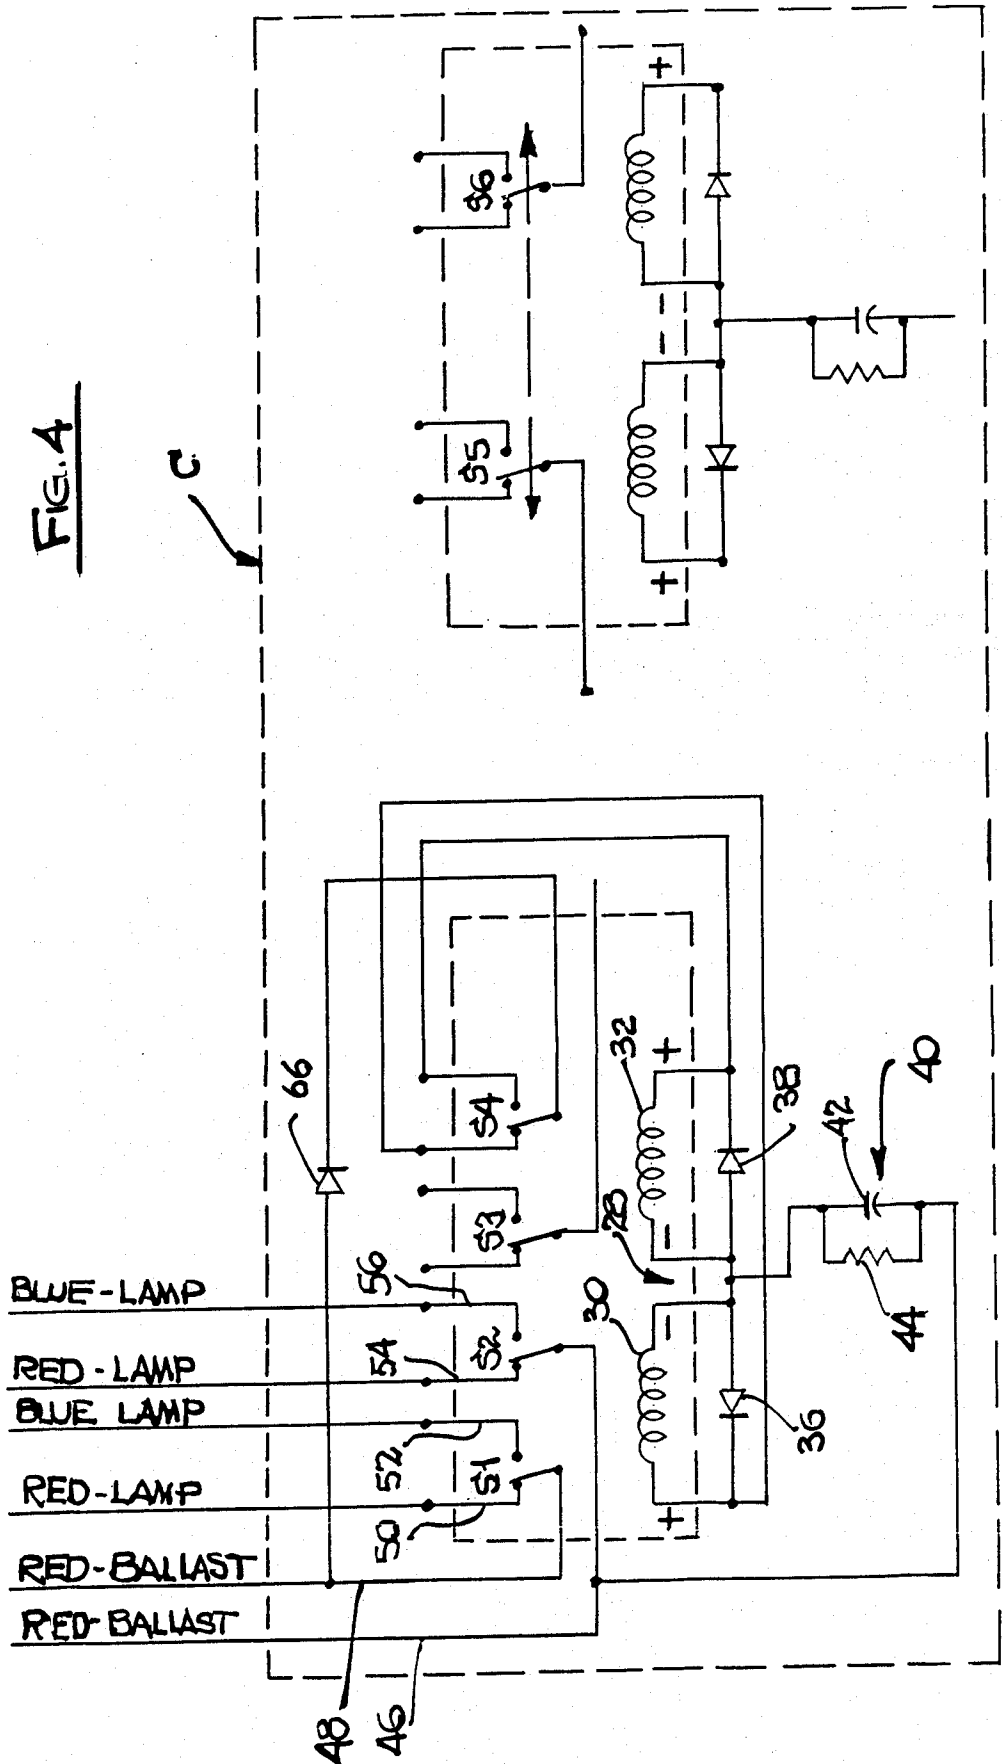 FIG. 4
C
BLUE-LAMP
RED-LAMP
BLUE LAMP
RED-LAMP
RED-BALLAST
RED-BALLAST
48
46
66
56
54
52
50
S1
S2
S3
S4
S5
S6
28
30
32
36
38
40
42
44
+
-
-
+
+
-
-
+